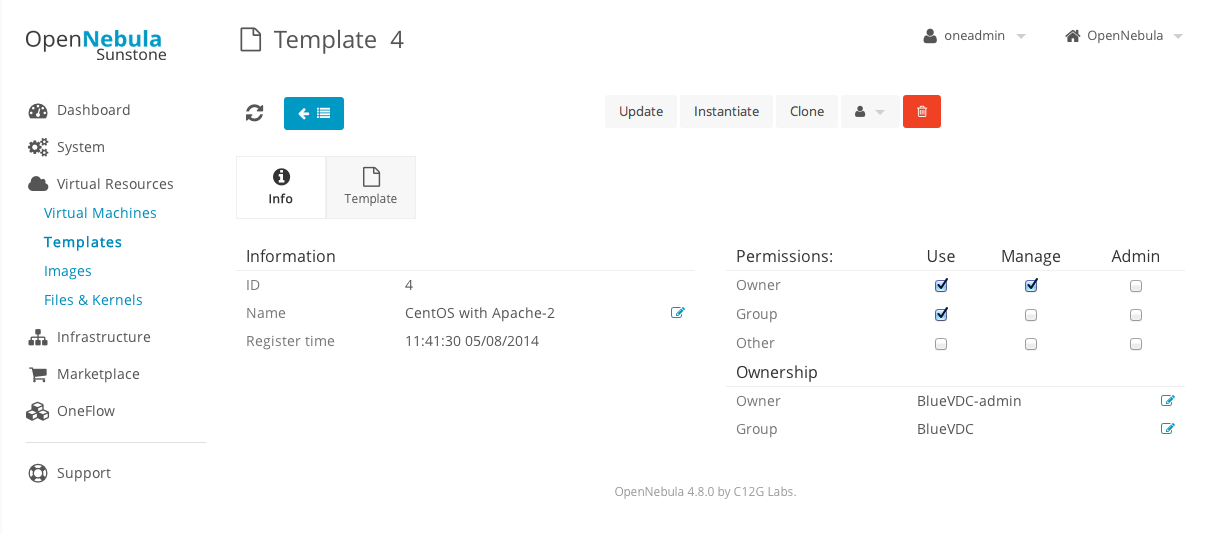 OpenNebula
Sunstone
Template 4
oneadmin
OpenNebula
Dashboard
System
Virtual Resources
Virtual Machines
Templates
Images
Files & Kernels
Infrastructure
Marketplace
OneFlow
Support
Update
Instantiate
Clone
Info
Template
Information
ID 4
Name CentOS with Apache-2
Register time 11:41:30 05/08/2014
Permissions: Use Manage Admin
Owner
Group
Other
Ownership
Owner BlueVDC-admin
Group BlueVDC
OpenNebula 4.8.0 by C12G Labs.